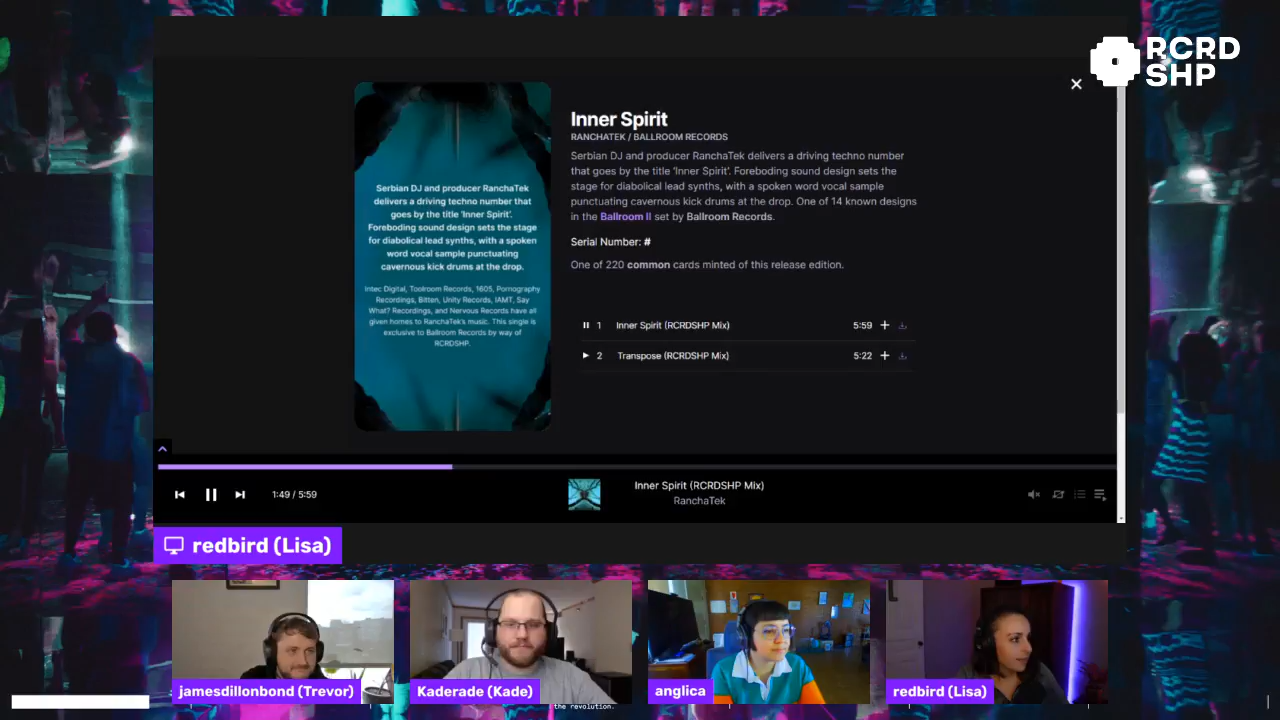 RCRD
SHP
Inner Spirit
RANCHATEK / BALLROOM RECORDS
Serbian DJ and producer RanchaTek delivers a driving techno number
that goes by the title 'Inner Spirit'. Foreboding sound design sets the
stage for diabolical lead synths, with a spoken word vocal sample
punctuating cavernous kick drums at the drop. One of 14 known designs
in the Ballroom II set by Ballroom Records.
Serial Number: #
One of 220 common cards minted of this release edition.
1 Inner Spirit (RCRDSHP Mix) 5:59
2 Transpose (RCRDSHP Mix) 5:22
Serbian DJ and producer RanchaTek
delivers a driving techno number that
goes by the title 'Inner Spirit'.
Foreboding sound design sets the stage
for diabolical lead synths, with a spoken
word vocal sample punctuating
cavernous kick drums at the drop.
Intec Digital, Toolroom Records, 1605, Pornography
Recordings, Bitten, Unity Records, IAMT, Say
What? Recordings, and Nervous Records have all
given homes to RanchaTek's music. This single is
exclusive to Ballroom Records by way of
RCRDSHP.
1:49 / 5:59
Inner Spirit (RCRDSHP Mix)
RanchaTek
redbird (Lisa)
jamesdillonbond (Trevor)
Kaderade (Kade)
anglica
redbird (Lisa)
the revolution.